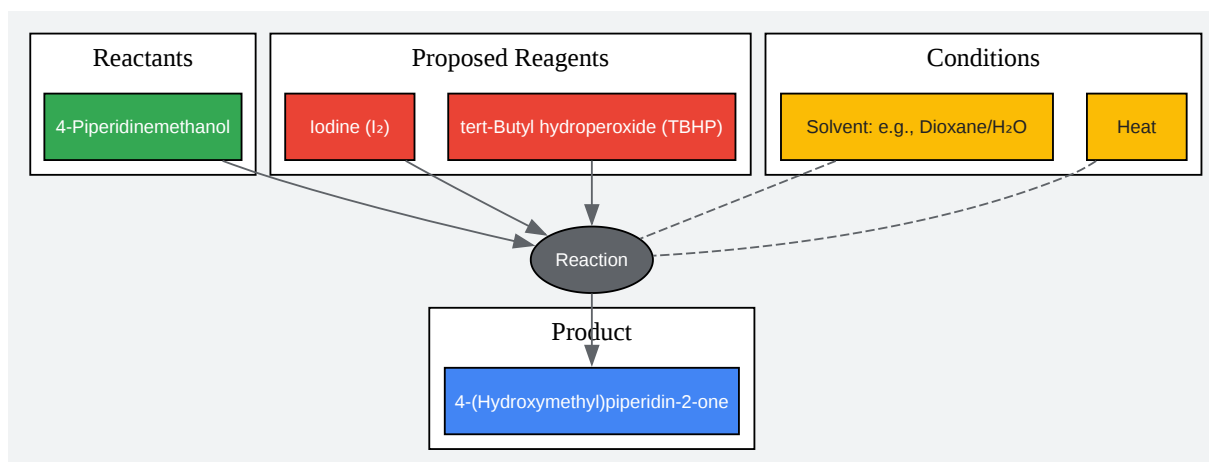 Reactants
Proposed Reagents
Conditions
4-Piperidinemethanol
Iodine (I₂)
tert-Butyl hydroperoxide (TBHP)
Solvent: e.g., Dioxane/H₂O
Heat
Reaction
Product
4-(Hydroxymethyl)piperidin-2-one